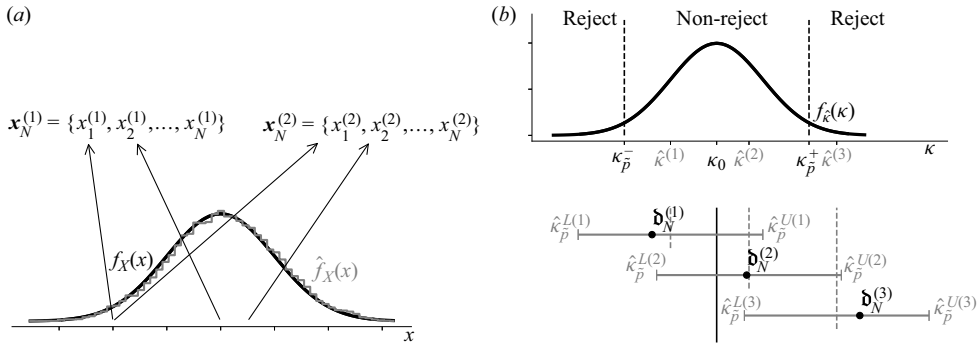 (a)
𝒙_N^(1) = {x_1^(1), x_2^(1),..., x_N^(1)}
𝒙_N^(2) = {x_1^(2), x_2^(2),..., x_N^(2)}
f_X(x)
f̂_X(x)
x
(b)
Reject Non-reject Reject
f_κ̂(κ)
κ_p̃^- κ̂^(1) κ_0 κ̂^(2) κ_p̃^+ κ̂^(3) κ
κ̂_p̃^L(1) 𝖉_N^(1) κ̂_p̃^U(1)
κ̂_p̃^L(2) 𝖉_N^(2) κ̂_p̃^U(2)
κ̂_p̃^L(3) 𝖉_N^(3) κ̂_p̃^U(3)